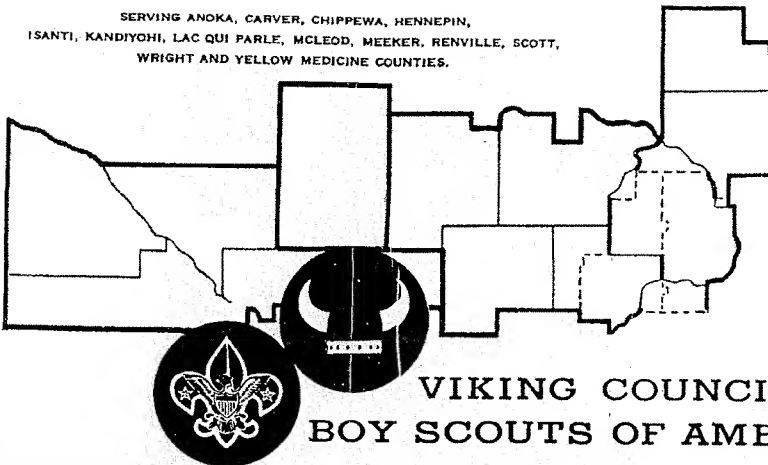 SERVING ANOKA, CARVER, CHIPPEWA, HENNEPIN,
ISANTI, KANDIYOHI, LAC QUI PARLE, MCLEOD, MEEKER, RENVILLE, SCOTT,
WRIGHT AND YELLOW MEDICINE COUNTIES.
VIKING COUNCI
BOY SCOUTS OF AME